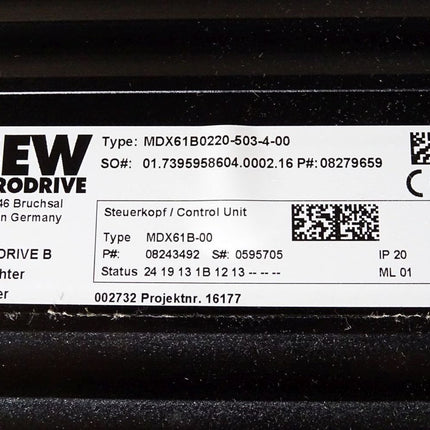 EW
RODRIVE
46 Bruchsal
n Germany
DRIVE B
hter
er
Type: MDX61B0220-503-4-00
SO#: 01.7395958604.0002.16 P#: 08279659
Steuerkopf / Control Unit
Type MDX61B-00
P#: 08243492 S#: 0595705 IP 20
Status 24 19 13 1B 12 13 -- -- -- ML 01
002732 Projektnr. 16177